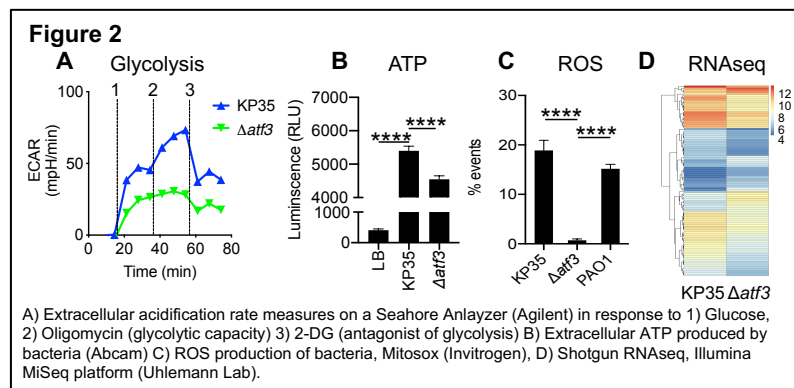 Figure 2
A
Glycolysis
1 2 3
KP35
Δatf3
100
50
0
ECAR
(mpH/min)
0 20 40 60 80
Time (min)
B
ATP
****
****
7000
6000
5000
4000
1000
0
Luminscence (RLU)
LB
KP35
Δatf3
C
ROS
****
****
30
20
10
0
% events
KP35
Δatf3
PAO1
D
RNAseq
12
10
8
6
4
KP35 Δatf3
A) Extracellular acidification rate measures on a Seahore Anlayzer (Agilent) in response to 1) Glucose,
2) Oligomycin (glycolytic capacity) 3) 2-DG (antagonist of glycolysis) B) Extracellular ATP produced by
bacteria (Abcam) C) ROS production of bacteria, Mitosox (Invitrogen), D) Shotgun RNAseq, Illumina
MiSeq platform (Uhlemann Lab).